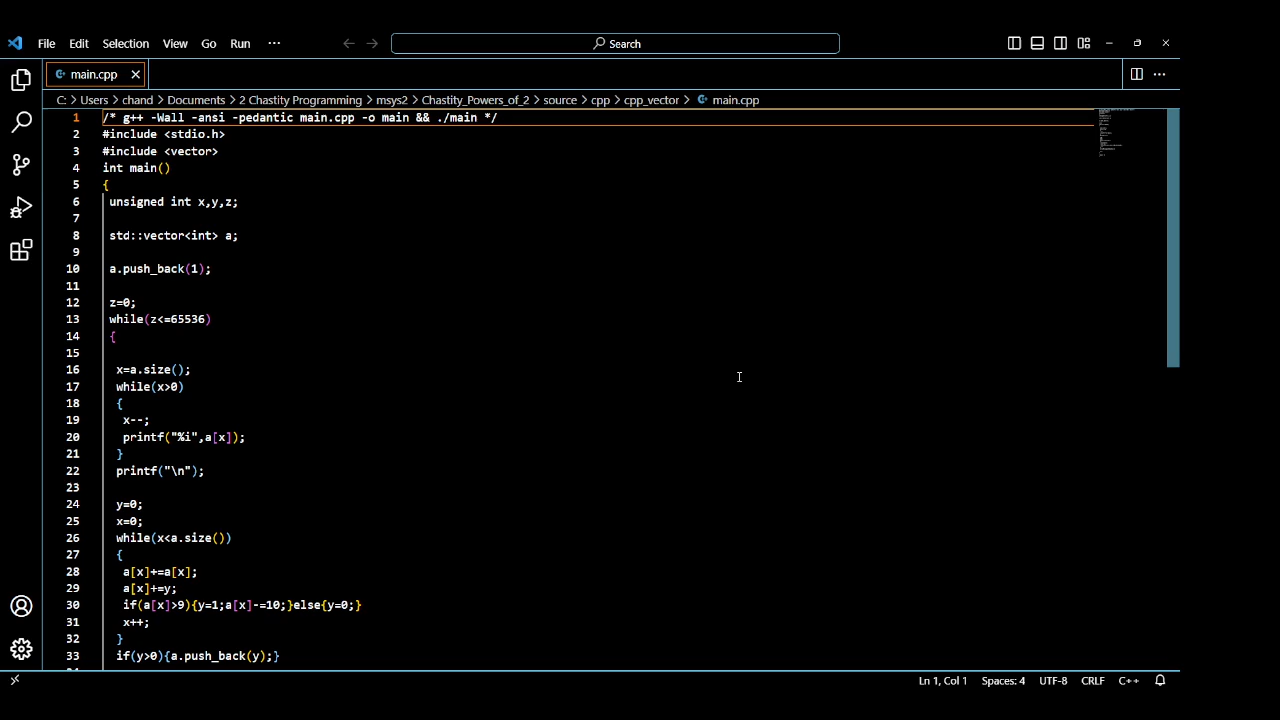 File Edit Selection View Go Run ··· Search
main.cpp
C: > Users > chand > Documents > 2 Chastity Programming > msys2 > Chastity_Powers_of_2 > source > cpp > cpp_vector > main.cpp
1 /* g++ -Wall -ansi -pedantic main.cpp -o main && ./main */
2 #include <stdio.h>
3 #include <vector>
4 int main()
5 {
6 unsigned int x,y,z;
7
8 std::vector<int> a;
9
10 a.push_back(1);
11
12 z=0;
13 while(z<=65536)
14 {
15
16 x=a.size();
17 while(x>0)
18 {
19 x--;
20 printf("%i",a[x]);
21 }
22 printf("\n");
23
24 y=0;
25 x=0;
26 while(x<a.size())
27 {
28 a[x]+=a[x];
29 a[x]+=y;
30 if(a[x]>9){y=1;a[x]-=10;}else{y=0;}
31 x++;
32 }
33 if(y>0){a.push_back(y);}
Ln 1, Col 1 Spaces: 4 UTF-8 CRLF C++